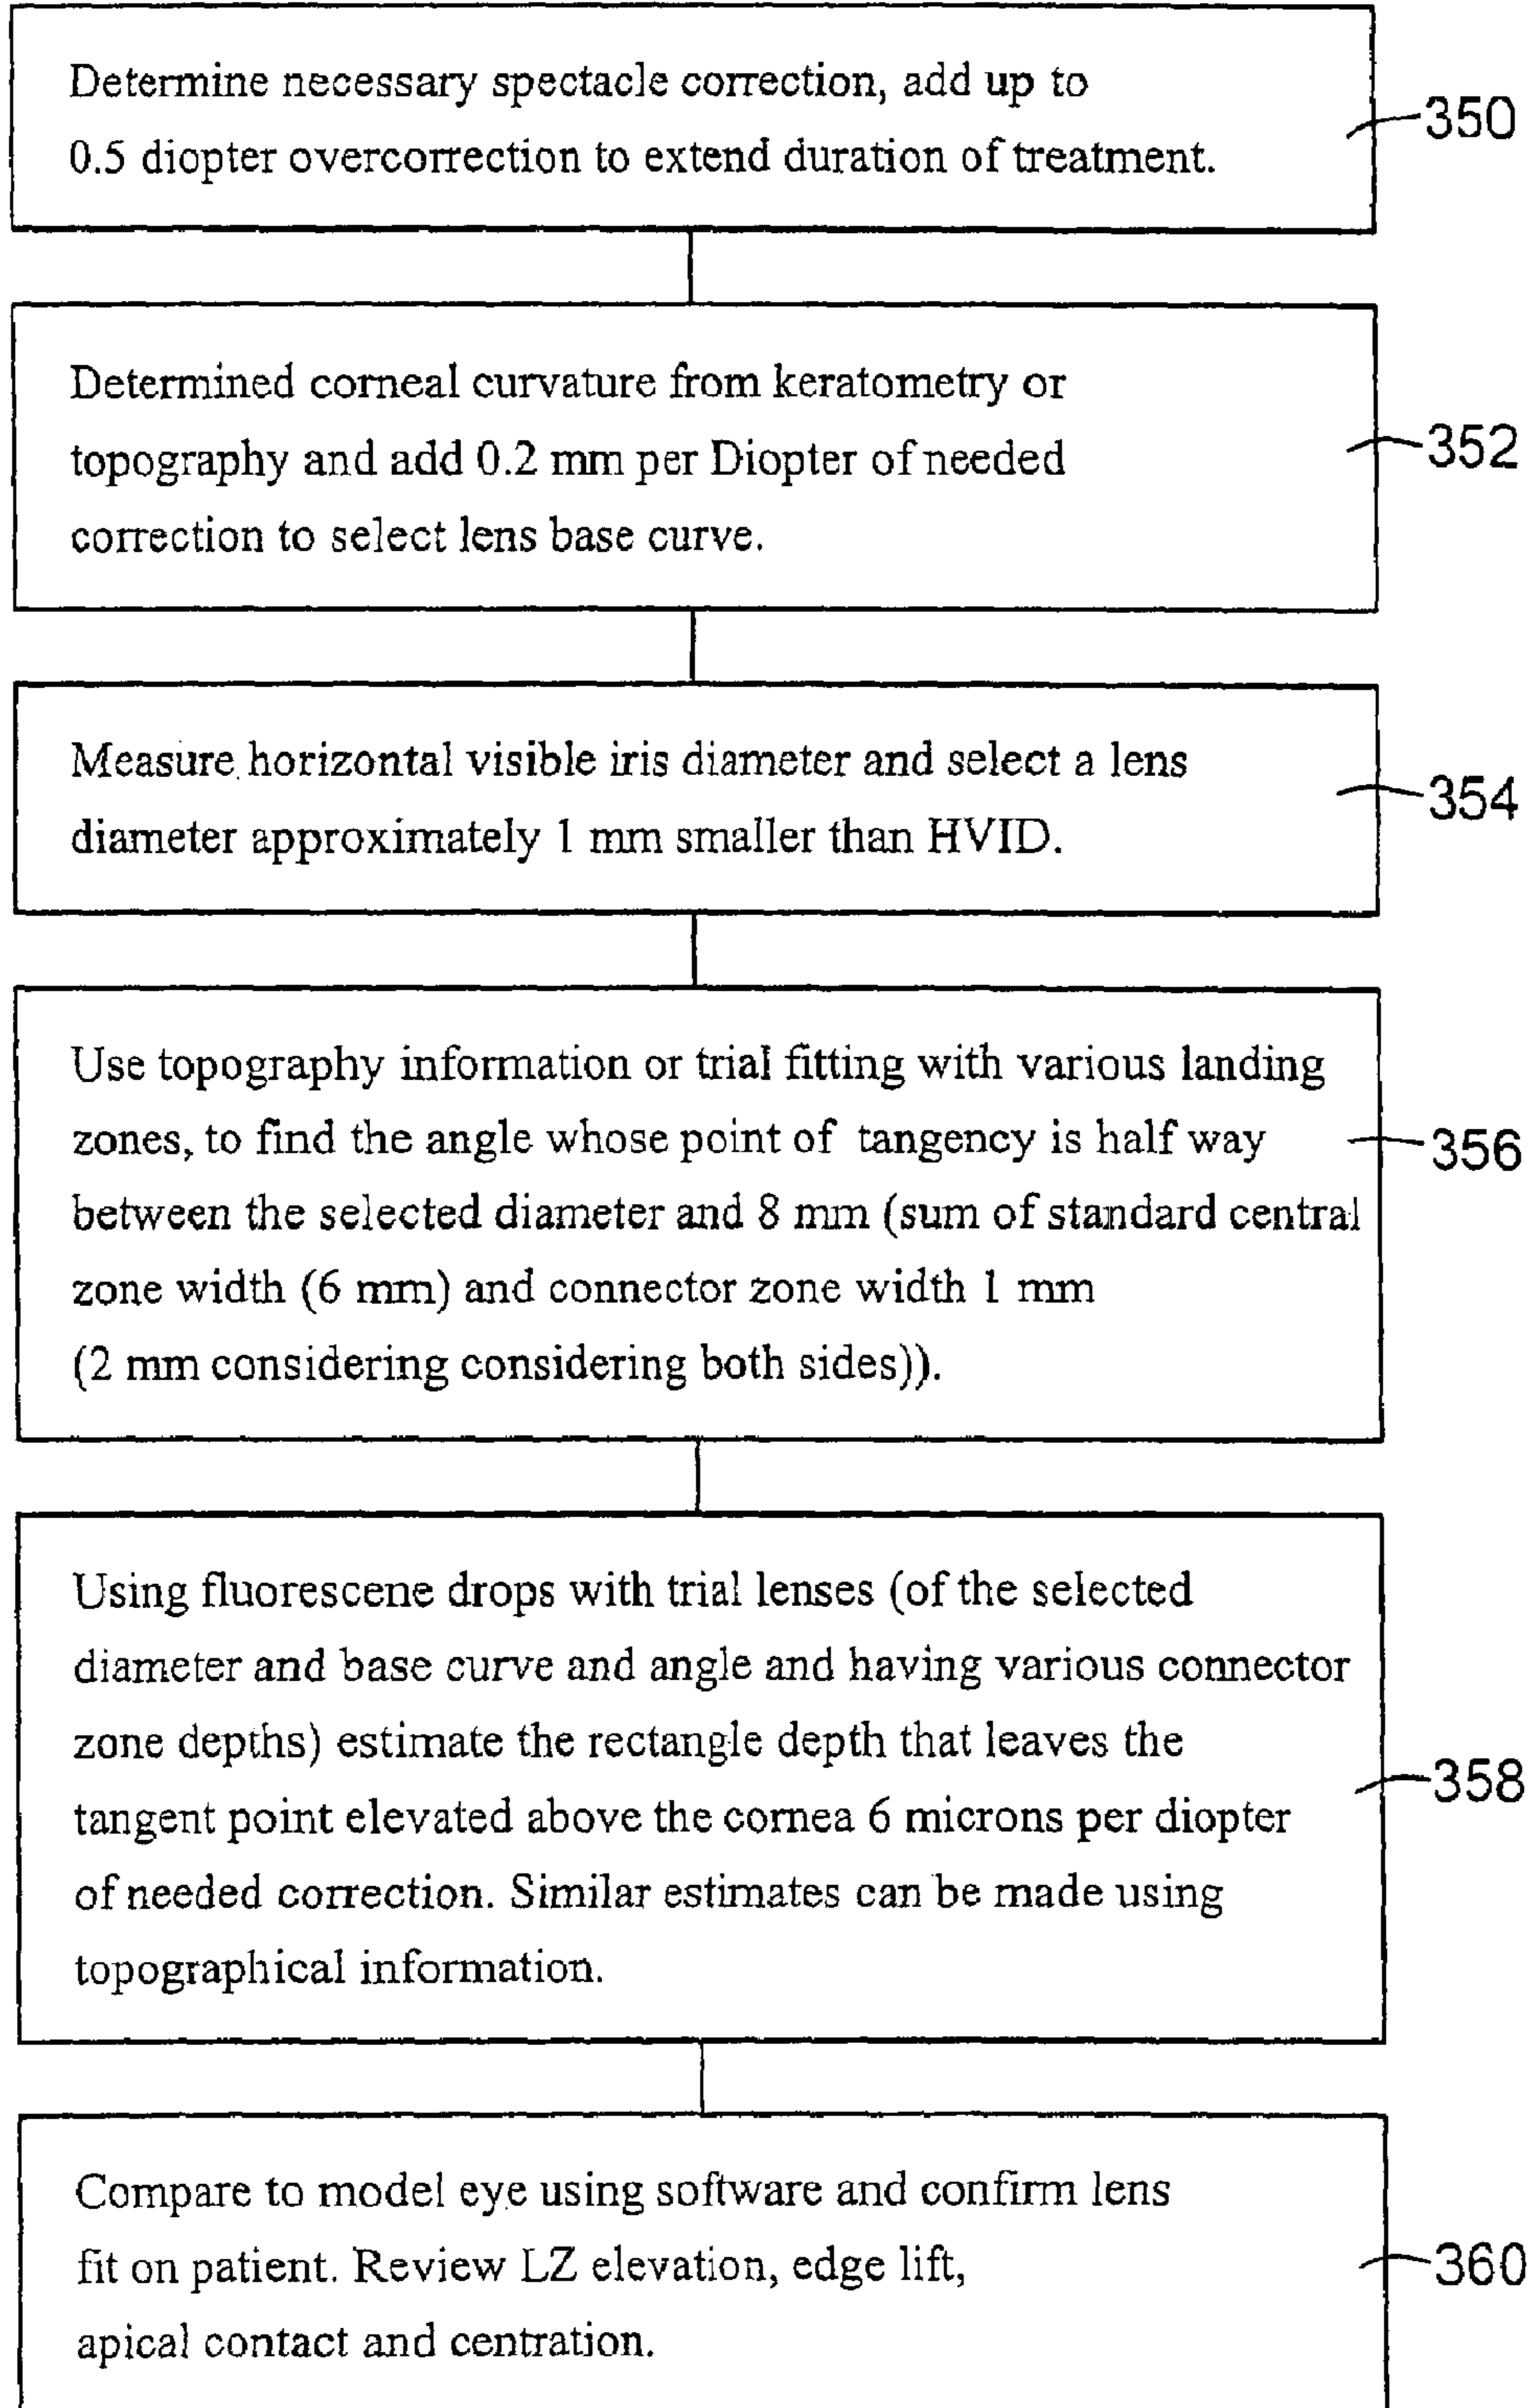 Determine necessary spectacle correction, add up to
0.5 diopter overcorrection to extend duration of treatment.
350
Determined corneal curvature from keratometry or
topography and add 0.2 mm per Diopter of needed
correction to select lens base curve.
352
Measure horizontal visible iris diameter and select a lens
diameter approximately 1 mm smaller than HVID.
354
Use topography information or trial fitting with various landing
zones, to find the angle whose point of tangency is half way
between the selected diameter and 8 mm (sum of standard central
zone width (6 mm) and connector zone width 1 mm
(2 mm considering considering both sides)).
356
Using fluorescene drops with trial lenses (of the selected
diameter and base curve and angle and having various connector
zone depths) estimate the rectangle depth that leaves the
tangent point elevated above the cornea 6 microns per diopter
of needed correction. Similar estimates can be made using
topographical information.
358
Compare to model eye using software and confirm lens
fit on patient. Review LZ elevation, edge lift,
apical contact and centration.
360